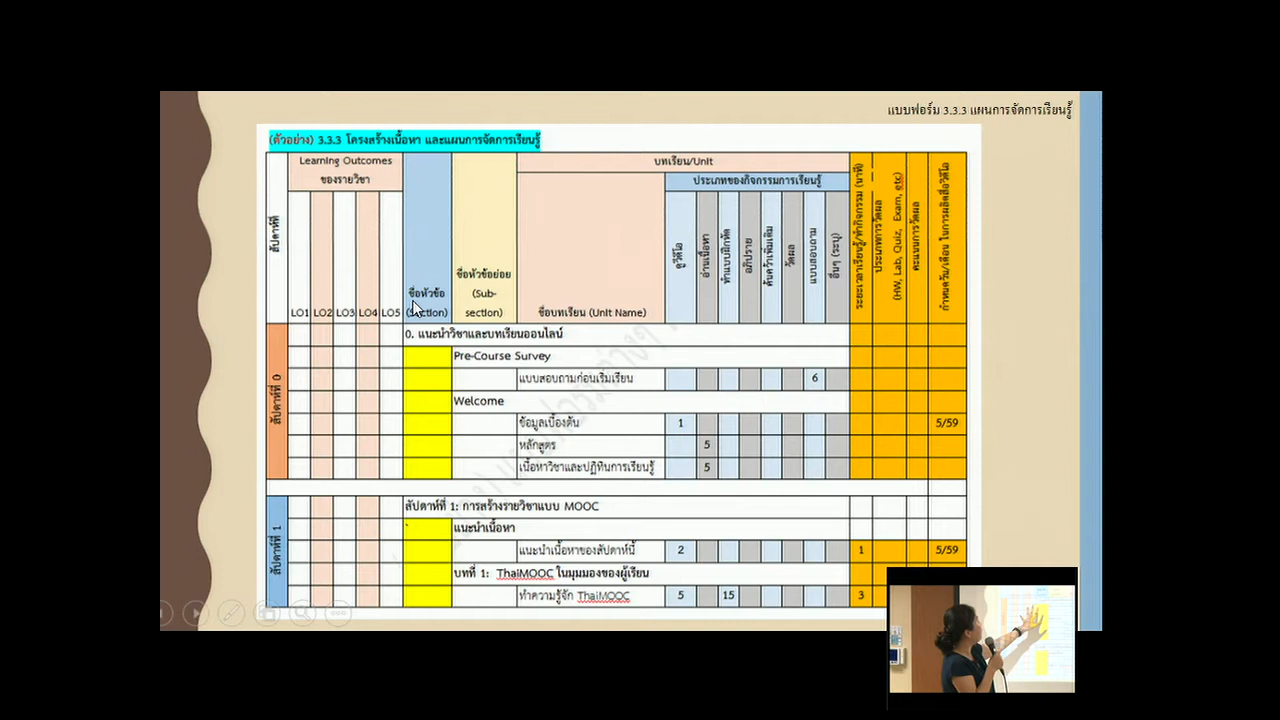 แบบฟอร์ม 3.3.3 แผนการจัดการเรียนรู้
(ตัวอย่าง) 3.3.3 โครงสร้างเนื้อหา และแผนการจัดการเรียนรู้
สัปดาห์ที่
Learning Outcomes
ของรายวิชา
LO1 LO2 LO3 LO4 LO5
ชื่อหัวข้อ
(Section)
ชื่อหัวข้อย่อย
(Sub-
section)
บทเรียน/Unit
ชื่อบทเรียน (Unit Name)
ประเภทของกิจกรรมการเรียนรู้
ดูวีดีโอ
อ่านเนื้อหา
ทำแบบฝึกหัด
อภิปราย
ค้นคว้าเพิ่มเติม
วัดผล
แบบสอบถาม
อื่นๆ (ระบุ)
ระยะเวลาเรียนรู้/ทำกิจกรรม (นาที)
ประเภทการวัดผล
(HW, Lab, Quiz, Exam, etc)
คะแนนการวัดผล
กำหนดวัน/เดือน ในการผลิตสื่อวีดีโอ
สัปดาห์ที่ 0
0. แนะนำวิชาและบทเรียนออนไลน์
Pre-Course Survey
แบบสอบถามก่อนเริ่มเรียน 6
Welcome
ข้อมูลเบื้องต้น 1 5/59
หลักสูตร 5
เนื้อหาวิชาและปฏิทินการเรียนรู้ 5
สัปดาห์ที่ 1
สัปดาห์ที่ 1: การสร้างรายวิชาแบบ MOOC
แนะนำเนื้อหา
แนะนำเนื้อหาของสัปดาห์นี้ 2 1 5/59
บทที่ 1: ThaiMOOC ในมุมมองของผู้เรียน
ทำความรู้จัก ThaiMOOC 5 15 3